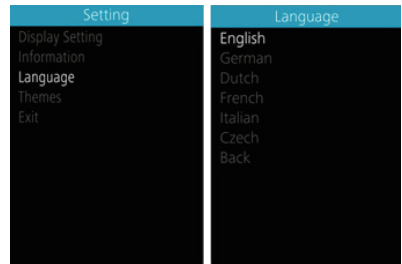 Setting
Display Setting
Information
Language
Themes
Exit
Language
English
German
Dutch
French
Italian
Czech
Back